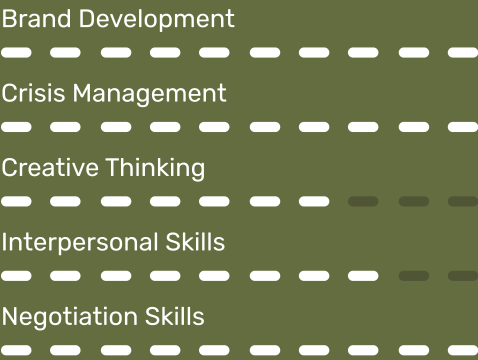 Brand Development
Crisis Management
Creative Thinking
Interpersonal Skills
Negotiation Skills